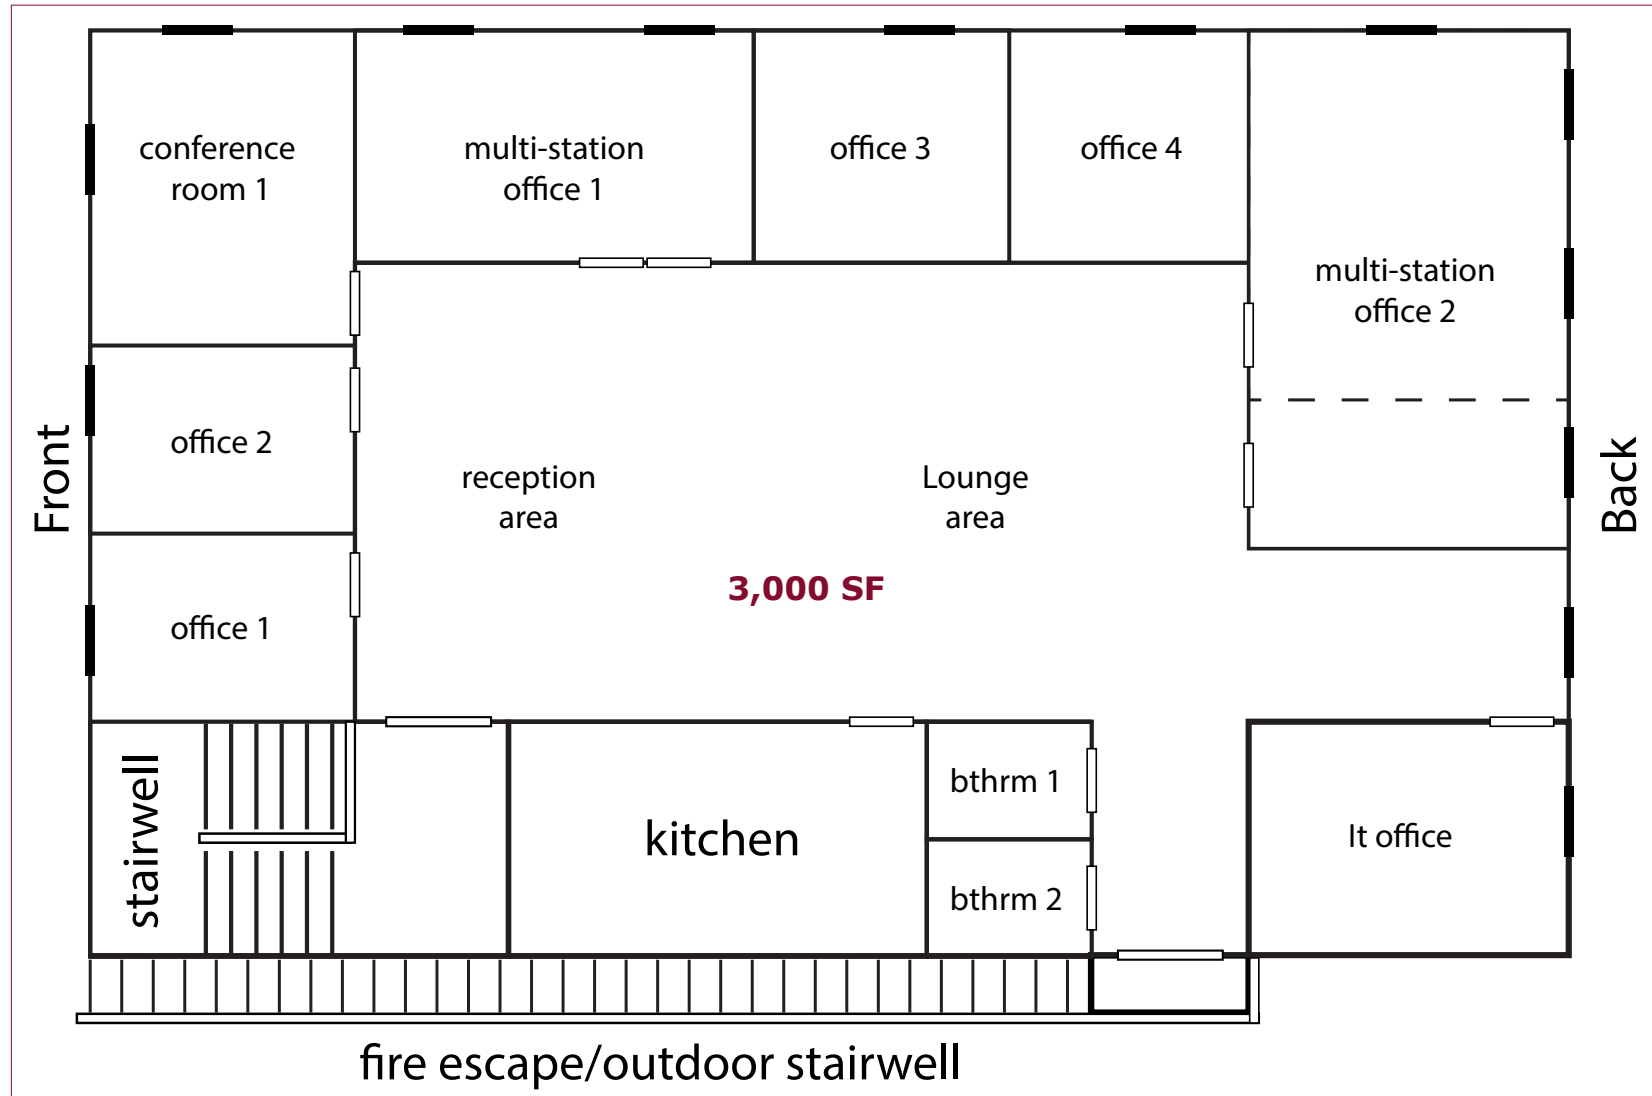 conference
room 1
multi-station
office 1
office 3
office 4
multi-station
office 2
Front
office 2
reception
area
Lounge
area
Back
3,000 SF
office 1
stairwell
kitchen
bthrm 1
bthrm 2
It office
fire escape/outdoor stairwell